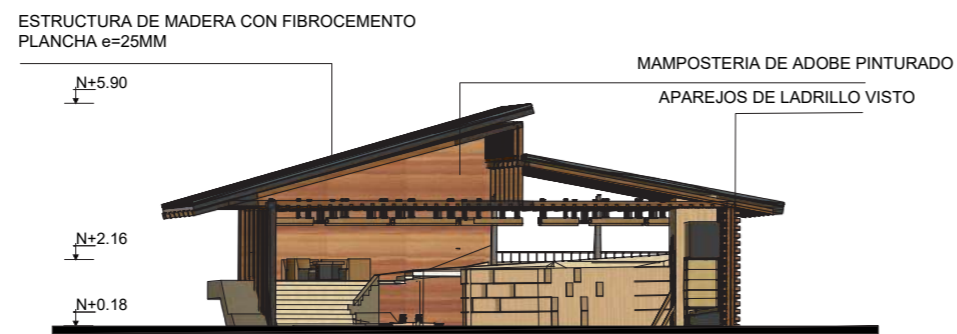 ESTRUCTURA DE MADERA CON FIBROCEMENTO
PLANCHA e=25MM
MAMPOSTERIA DE ADOBE PINTURADO
N+5.90
APAREJOS DE LADRILLO VISTO
N+2.16
N+0.18